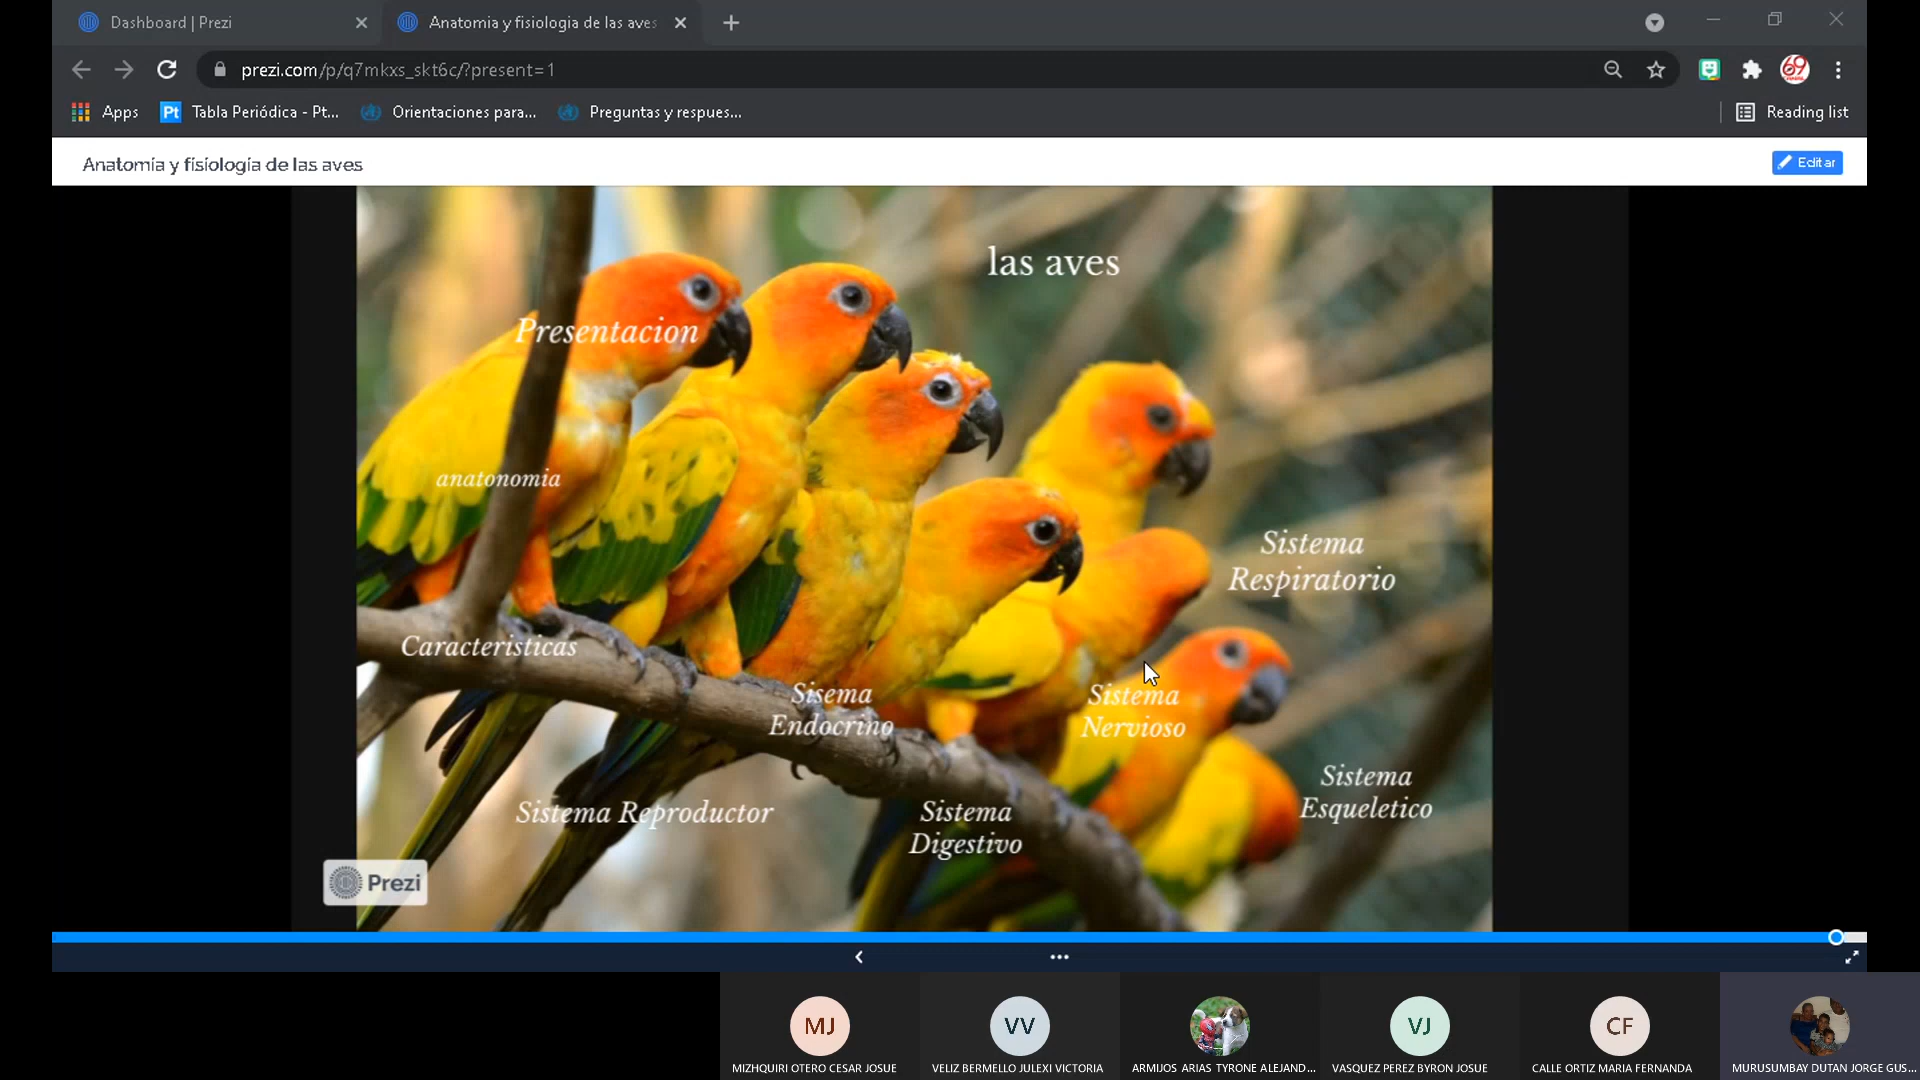 Dashboard | Prezi
Anatomia y fisiologia de las aves
prezi.com/p/q7mkxs_skt6c/?present=1
Apps
Pt
Tabla Periódica - Pt...
Orientaciones para...
Preguntas y respues...
Reading list
Anatomia y fisiologia de las aves
Editar
las aves
Presentacion
anatonomia
Sistema
Respiratorio
Caracteristicas
Sisema
Endocrino
Sistema
Nervioso
Sistema
Esqueletico
Sistema Reproductor
Sistema
Digestivo
Prezi
MJ
VV
VJ
CF
MIZHQUIRI OTERO CESAR JOSUE
VELIZ BERMELLO JULEXI VICTORIA
ARMIJOS ARIAS TYRONE ALEJAND...
VASQUEZ PEREZ BYRON JOSUE
CALLE ORTIZ MARIA FERNANDA
MURUSUMBAY DUTAN JORGE GUS...